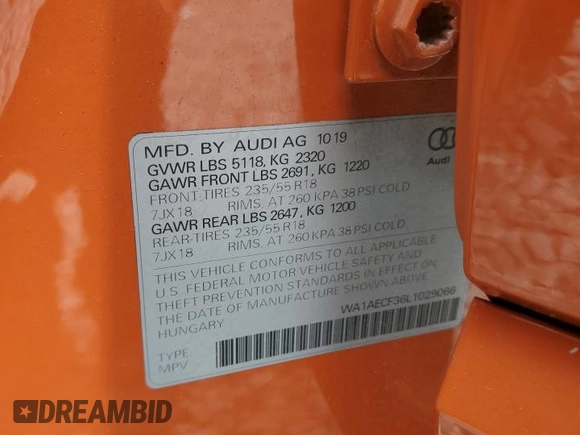 MFD. BY AUDI AG 10 19
GVWR LBS 5118, KG 2320
GAWR FRONT LBS 2691, KG 1220
FRONT-TIRES 235/55 R18
7JX18 RIMS, AT 260 KPA 38 PSI COLD
GAWR REAR LBS 2647, KG 1200
REAR-TIRES 235/55 R18
7JX18 RIMS, AT 260 KPA 38 PSI COLD
Audi
THIS VEHICLE CONFORMS TO ALL APPLICABLE
U.S. FEDERAL MOTOR VEHICLE SAFETY AND
THEFT PREVENTION STANDARDS IN EFFECT ON
THE DATE OF MANUFACTURE SHOWN ABOVE
HUNGARY
WA1AECF36L1029066
TYPE
MPV
DREAMBID